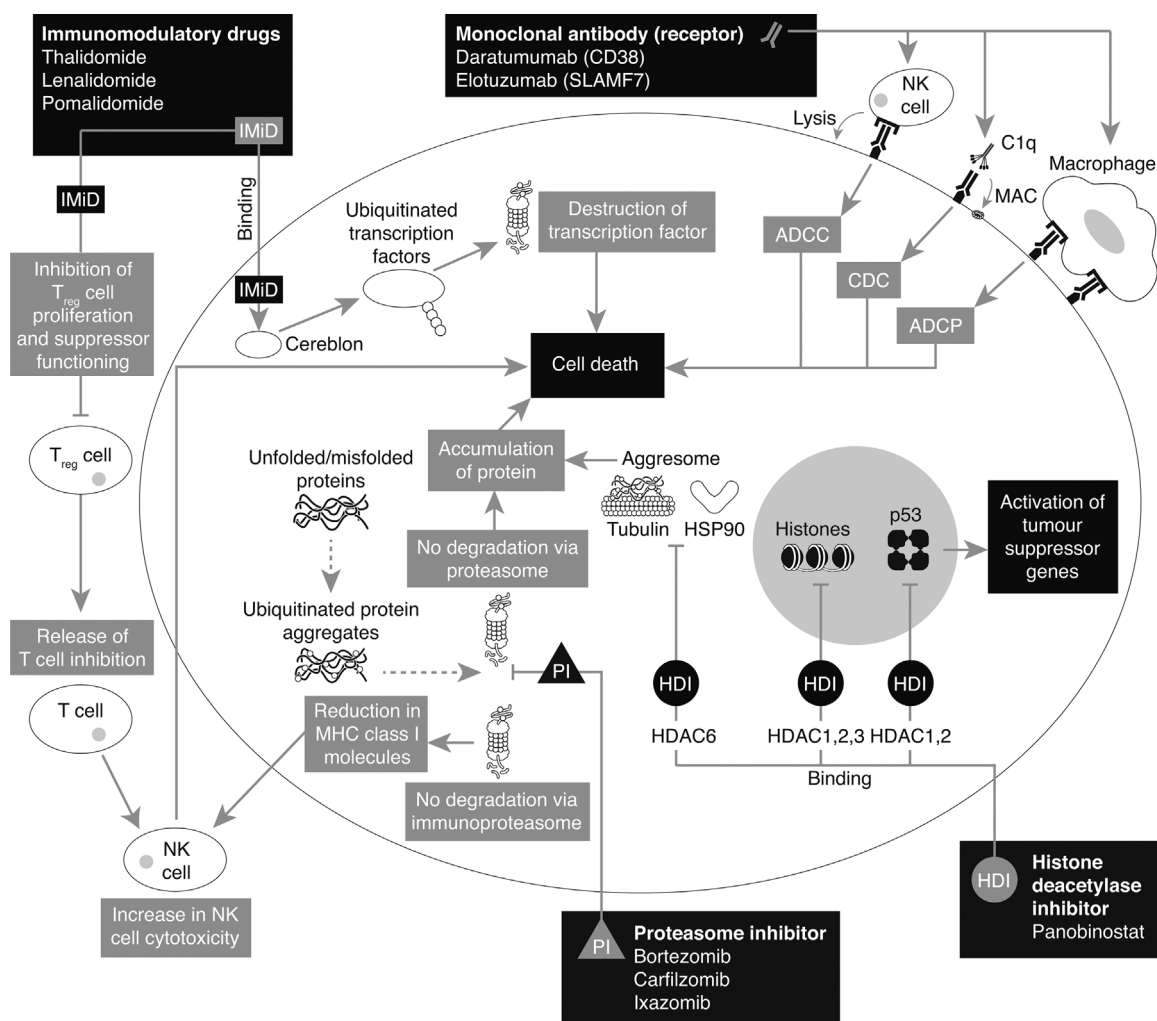 Immunomodulatory drugs
Thalidomide
Lenalidomide
Pomalidomide
IMiD
Monoclonal antibody (receptor)
Daratumumab (CD38)
Elotuzumab (SLAMF7)
NK
cell
Lysis
C1q
Macrophage
MAC
IMiD
Binding
IMiD
Cereblon
Ubiquitinated
transcription
factors
Destruction of
transcription factor
ADCC
CDC
ADCP
Cell death
Inhibition of
Treg cell
proliferation
and suppressor
functioning
Treg cell
Release of
T cell inhibition
T cell
NK
cell
Increase in NK
cell cytotoxicity
Unfolded/misfolded
proteins
Ubiquitinated protein
aggregates
Accumulation
of protein
No degradation via
proteasome
Aggresome
Tubulin
HSP90
Histones
p53
Activation of
tumour
suppressor
genes
PI
Reduction in
MHC class I
molecules
No degradation via
immunoproteasome
HDI
HDI
HDI
HDAC6
HDAC1,2,3
HDAC1,2
Binding
HDI
Histone
deacetylase
inhibitor
Panobinostat
PI
Proteasome inhibitor
Bortezomib
Carfilzomib
Ixazomib